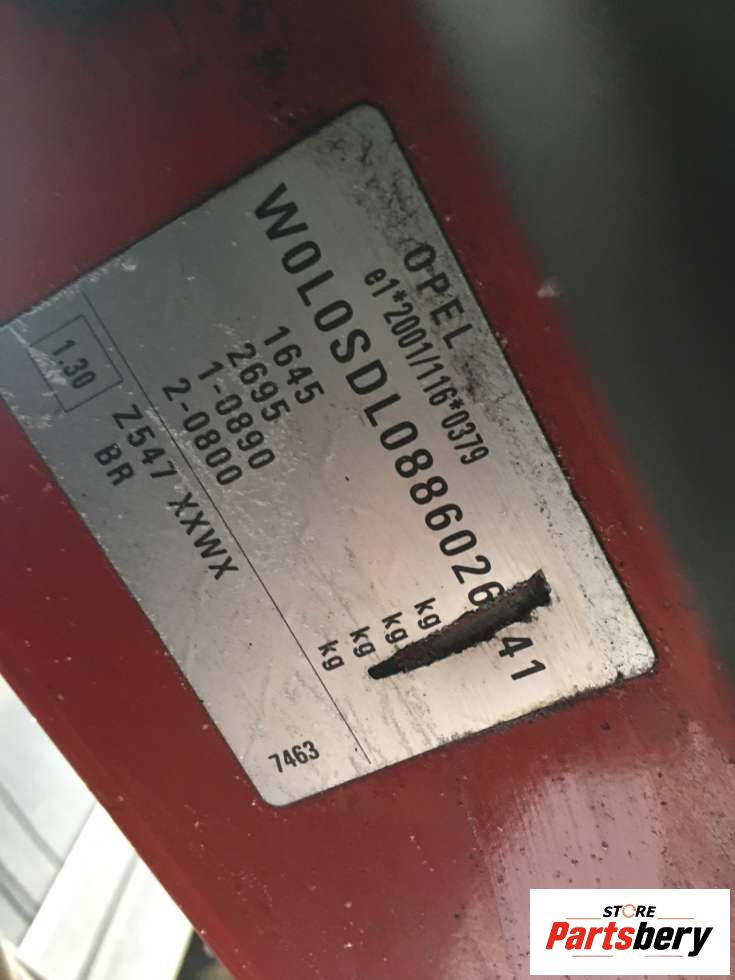 OPEL
e1*2001/116*0379
W0L0SDL0886026 41
1645 kg
2695 kg
1-0890 kg
2-0800 kg
1.30 Z547 XXWX
BR 7463
STORE
Partsbery